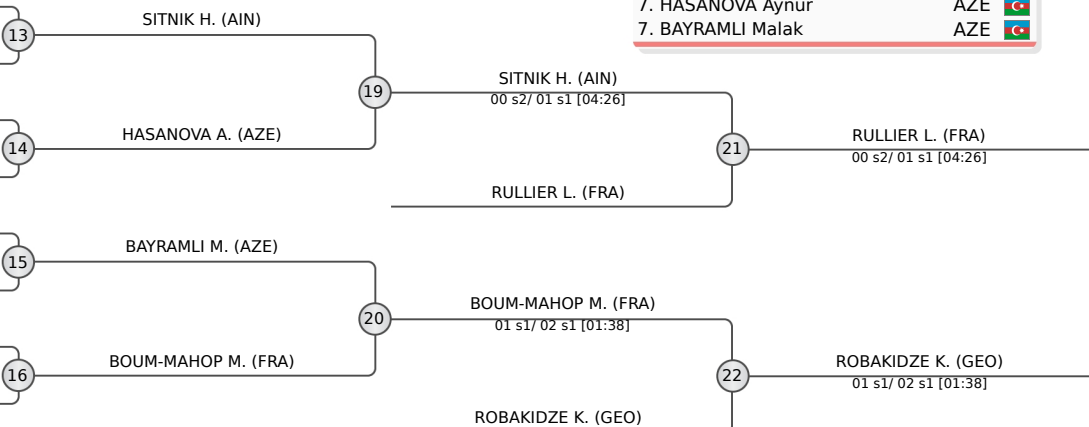 7. HASANOVA Aynur AZE
7. BAYRAMLI Malak AZE
SITNIK H. (AIN)
13
19
SITNIK H. (AIN)
00 s2/ 01 s1 [04:26]
HASANOVA A. (AZE)
14
21
RULLIER L. (FRA)
00 s2/ 01 s1 [04:26]
RULLIER L. (FRA)
BAYRAMLI M. (AZE)
15
20
BOUM-MAHOP M. (FRA)
01 s1/ 02 s1 [01:38]
BOUM-MAHOP M. (FRA)
16
22
ROBAKIDZE K. (GEO)
01 s1/ 02 s1 [01:38]
ROBAKIDZE K. (GEO)